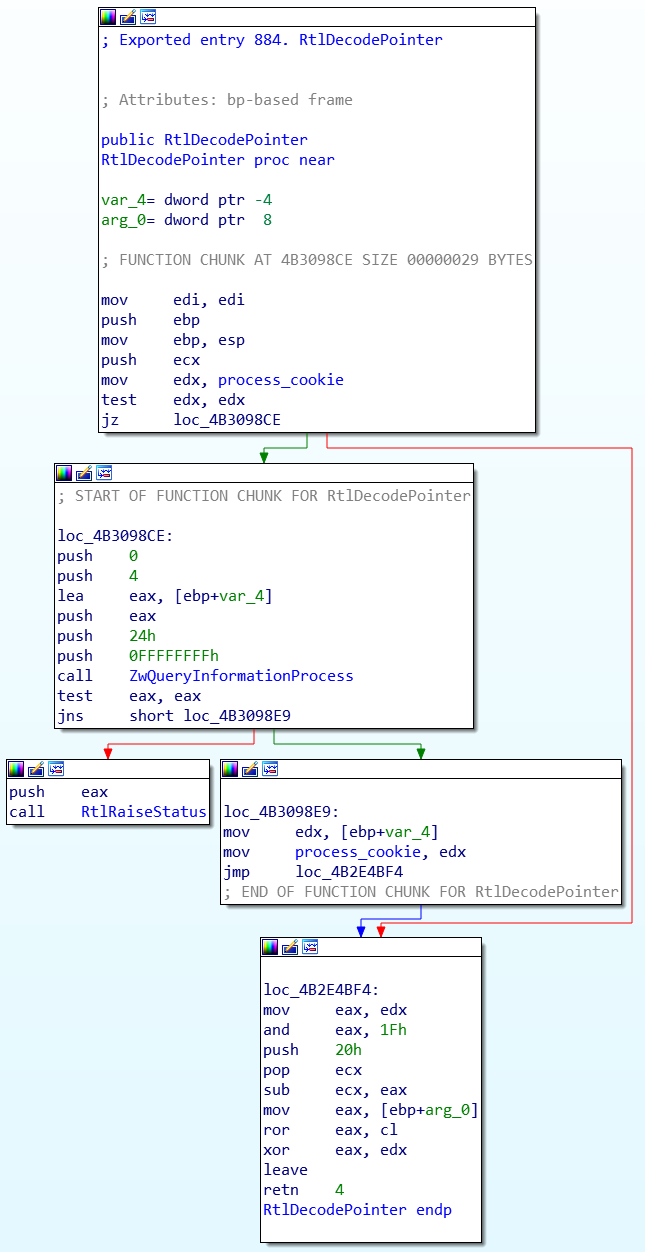 ; Exported entry 884. RtlDecodePointer
; Attributes: bp-based frame
public RtlDecodePointer
RtlDecodePointer proc near
var_4= dword ptr -4
arg_0= dword ptr  8
; FUNCTION CHUNK AT 4B3098CE SIZE 00000029 BYTES
mov     edi, edi
push    ebp
mov     ebp, esp
push    ecx
mov     edx, process_cookie
test    edx, edx
jz      loc_4B3098CE
; START OF FUNCTION CHUNK FOR RtlDecodePointer
loc_4B3098CE:
push    0
push    4
lea     eax, [ebp+var_4]
push    eax
push    24h
push    0FFFFFFFFh
call    ZwQueryInformationProcess
test    eax, eax
jns     short loc_4B3098E9
push    eax
call    RtlRaiseStatus
loc_4B3098E9:
mov     edx, [ebp+var_4]
mov     process_cookie, edx
jmp     loc_4B2E4BF4
; END OF FUNCTION CHUNK FOR RtlDecodePointer
loc_4B2E4BF4:
mov     eax, edx
and     eax, 1Fh
push    20h
pop     ecx
sub     ecx, eax
mov     eax, [ebp+arg_0]
ror     eax, cl
xor     eax, edx
leave
retn    4
RtlDecodePointer endp